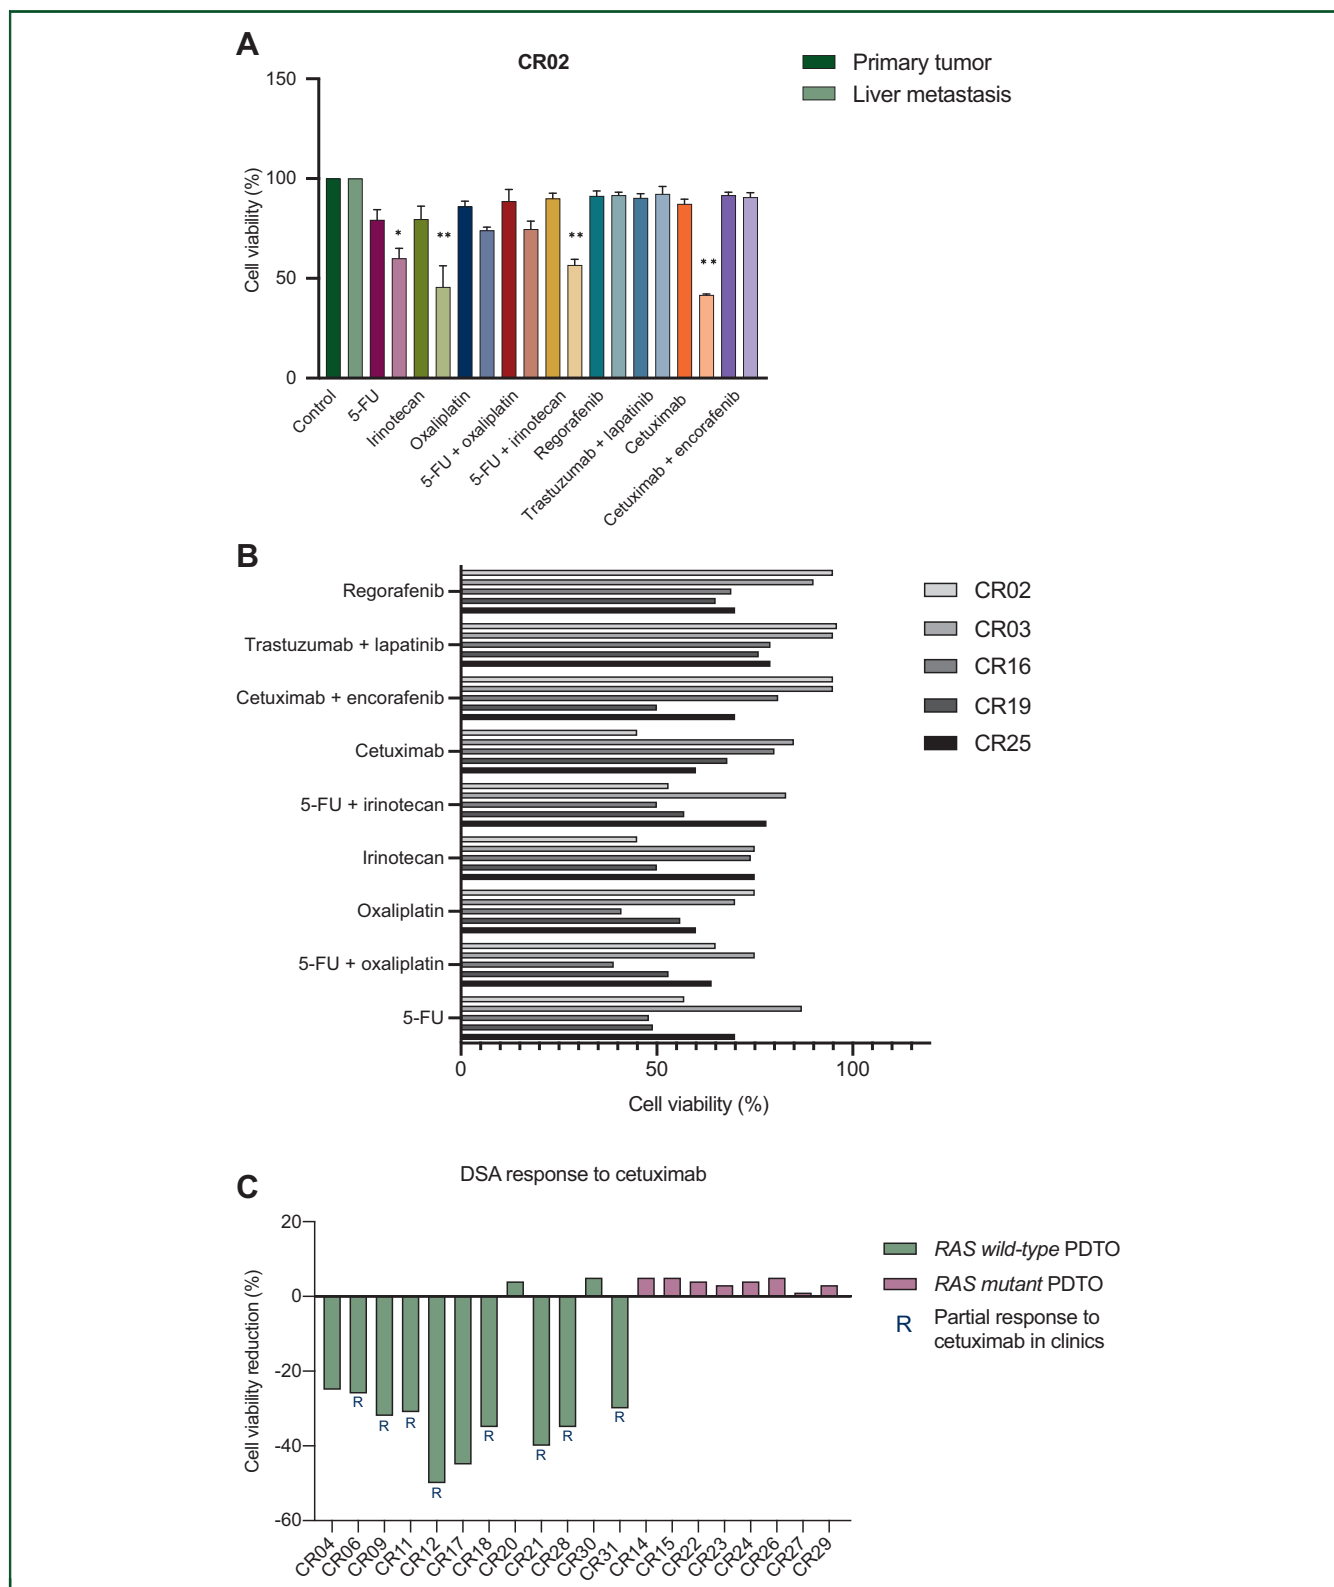 A
CR02
Primary tumor
Liver metastasis
Cell viability (%)
150
100
50
0
*
**
**
**
Control
5-FU
Irinotecan
Oxaliplatin
5-FU + oxaliplatin
5-FU + irinotecan
Regorafenib
Trastuzumab + lapatinib
Cetuximab
Cetuximab + encorafenib
B
Regorafenib
Trastuzumab + lapatinib
Cetuximab + encorafenib
Cetuximab
5-FU + irinotecan
Irinotecan
Oxaliplatin
5-FU + oxaliplatin
5-FU
0
50
100
Cell viability (%)
CR02
CR03
CR16
CR19
CR25
C
DSA response to cetuximab
Cell viability reduction (%)
20
0
-20
-40
-60
R
R
R
R
R
R
R
R
CR04
CR06
CR09
CR11
CR12
CR17
CR18
CR20
CR21
CR28
CR30
CR31
CR14
CR15
CR22
CR23
CR24
CR26
CR27
CR29
RAS wild-type PDTO
RAS mutant PDTO
R Partial response to
cetuximab in clinics